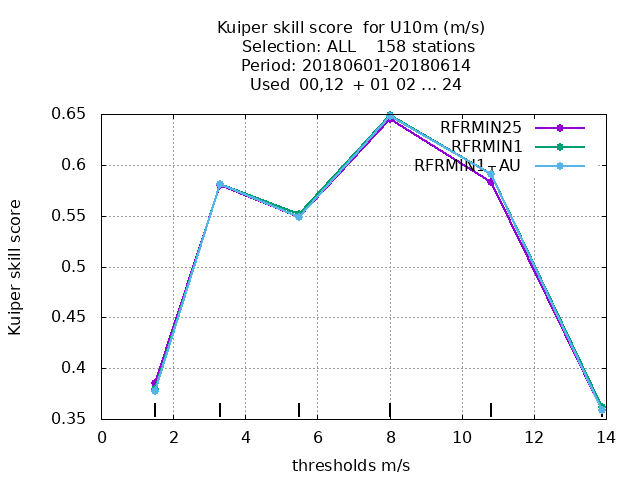 Kuiper skill score  for U10m (m/s)
Selection: ALL    158 stations
Period: 20180601-20180614
Used  00,12  + 01 02 ... 24
0.65
0.6
0.55
0.5
0.45
0.4
0.35
Kuiper skill score
RFRMIN25
RFRMIN1
RFRMIN1_AU
0 2 4 6 8 10 12 14
thresholds m/s